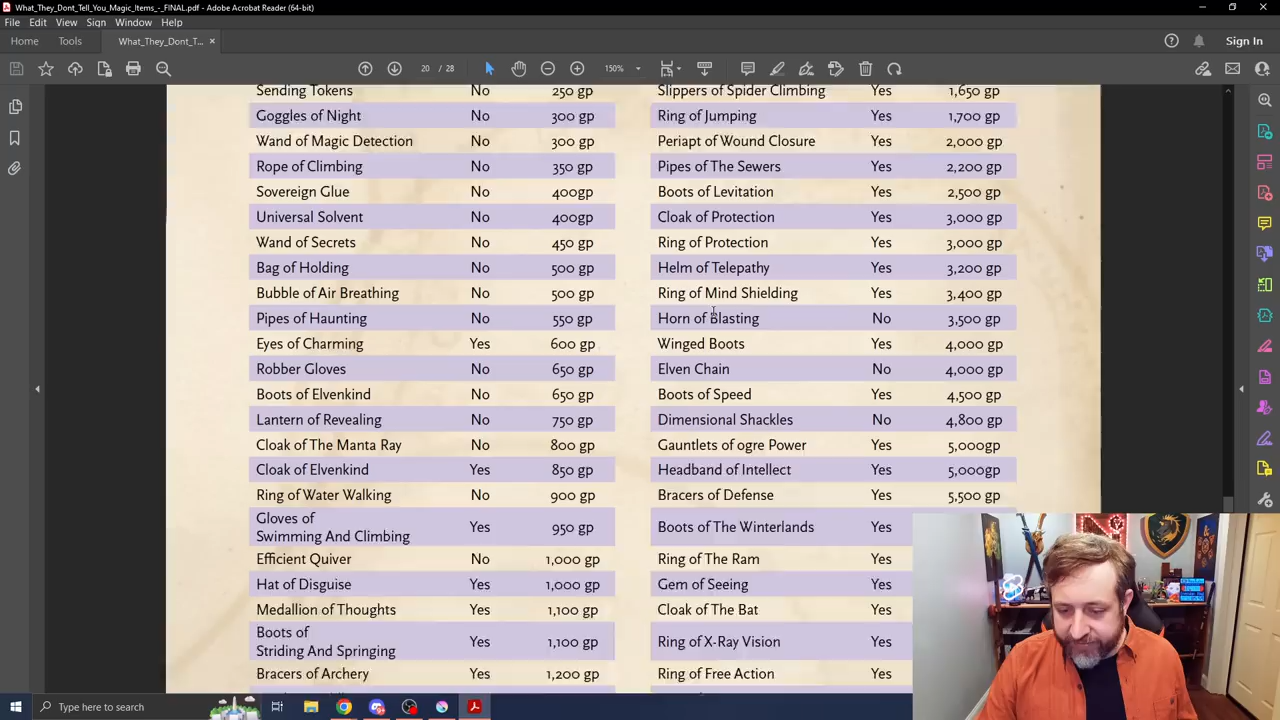 What_They_Dont_Tell_You_Magic_Items_-_FINAL.pdf - Adobe Acrobat Reader (64-bit)
File Edit View Sign Window Help
Home Tools What_They_Dont_T... × Sign In
20 / 28 150%
Sending Tokens No 250 gp
Goggles of Night No 300 gp
Wand of Magic Detection No 300 gp
Rope of Climbing No 350 gp
Sovereign Glue No 400gp
Universal Solvent No 400gp
Wand of Secrets No 450 gp
Bag of Holding No 500 gp
Bubble of Air Breathing No 500 gp
Pipes of Haunting No 550 gp
Eyes of Charming Yes 600 gp
Robber Gloves No 650 gp
Boots of Elvenkind No 650 gp
Lantern of Revealing No 750 gp
Cloak of The Manta Ray No 800 gp
Cloak of Elvenkind Yes 850 gp
Ring of Water Walking No 900 gp
Gloves of
Swimming And Climbing Yes 950 gp
Efficient Quiver No 1,000 gp
Hat of Disguise Yes 1,000 gp
Medallion of Thoughts Yes 1,100 gp
Boots of
Striding And Springing Yes 1,100 gp
Bracers of Archery Yes 1,200 gp
Slippers of Spider Climbing Yes 1,650 gp
Ring of Jumping Yes 1,700 gp
Periapt of Wound Closure Yes 2,000 gp
Pipes of The Sewers Yes 2,200 gp
Boots of Levitation Yes 2,500 gp
Cloak of Protection Yes 3,000 gp
Ring of Protection Yes 3,000 gp
Helm of Telepathy Yes 3,200 gp
Ring of Mind Shielding Yes 3,400 gp
Horn of Blasting No 3,500 gp
Winged Boots Yes 4,000 gp
Elven Chain No 4,000 gp
Boots of Speed Yes 4,500 gp
Dimensional Shackles No 4,800 gp
Gauntlets of ogre Power Yes 5,000gp
Headband of Intellect Yes 5,000gp
Bracers of Defense Yes 5,500 gp
Boots of The Winterlands Yes
Ring of The Ram Yes
Gem of Seeing Yes
Cloak of The Bat Yes
Ring of X-Ray Vision Yes
Ring of Free Action Yes
Type here to search